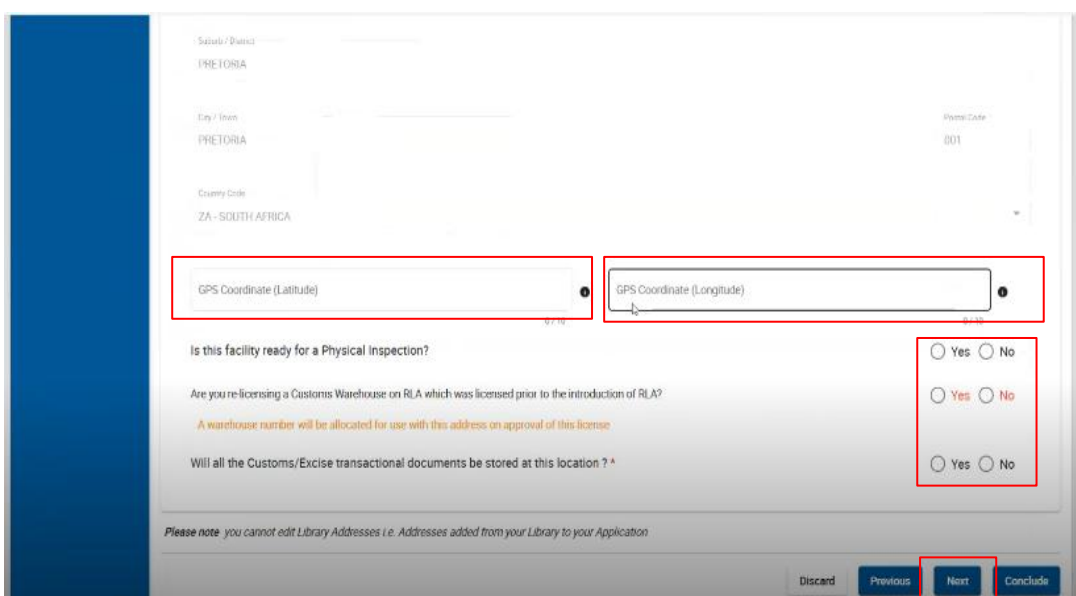 Suburb / District
PRETORIA
City / Town
Postal Code
PRETORIA
001
Country Code
ZA - SOUTH AFRICA
GPS Coordinate (Latitude)
GPS Coordinate (Longitude)
0 / 10
0 / 10
Is this facility ready for a Physical Inspection?
Yes No
Are you re-licensing a Customs Warehouse on RLA which was licensed prior to the introduction of RLA?
Yes No
A warehouse number will be allocated for use with this address on approval of this license
Will all the Customs/Excise transactional documents be stored at this location ? *
Yes No
Please note you cannot edit Library Addresses i.e. Addresses added from your Library to your Application
Discard Previous Next Conclude